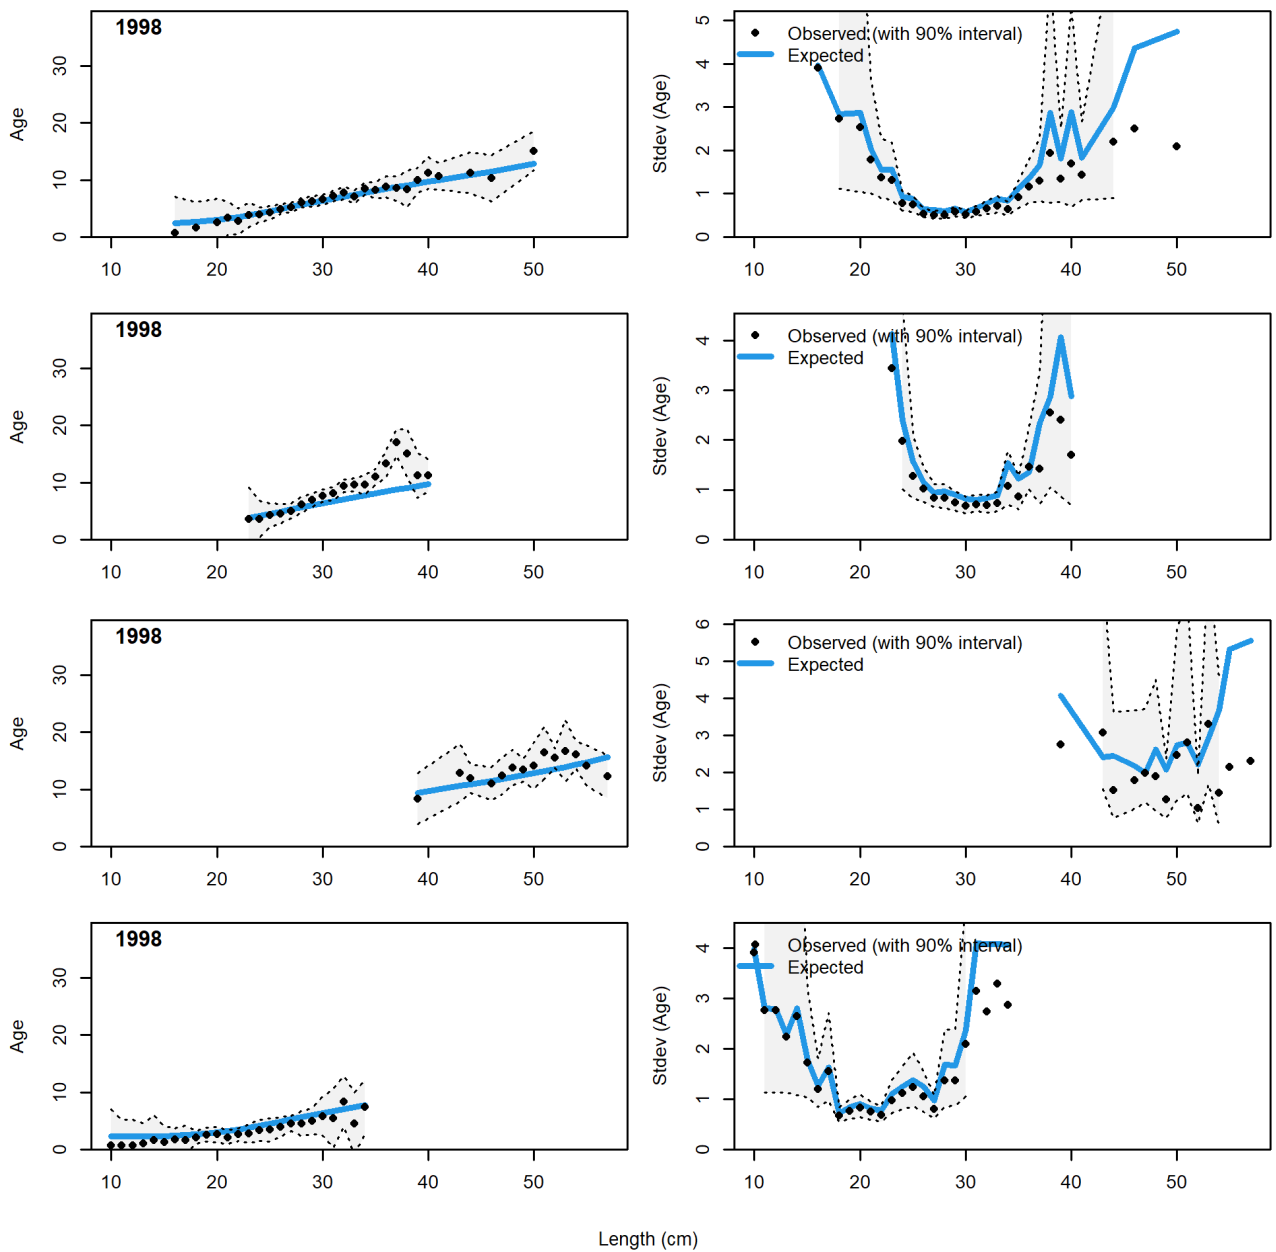 1998
Age
0 10 20 30
10 20 30 40 50
Observed (with 90% interval)
Expected
Stdev (Age)
0 1 2 3 4 5
10 20 30 40 50
1998
Age
0 10 20 30
10 20 30 40 50
Observed (with 90% interval)
Expected
Stdev (Age)
0 1 2 3 4
10 20 30 40 50
1998
Age
0 10 20 30
10 20 30 40 50
Observed (with 90% interval)
Expected
Stdev (Age)
0 1 2 3 4 5 6
10 20 30 40 50
1998
Age
0 10 20 30
10 20 30 40 50
Observed (with 90% interval)
Expected
Stdev (Age)
0 1 2 3 4
10 20 30 40 50
Length (cm)